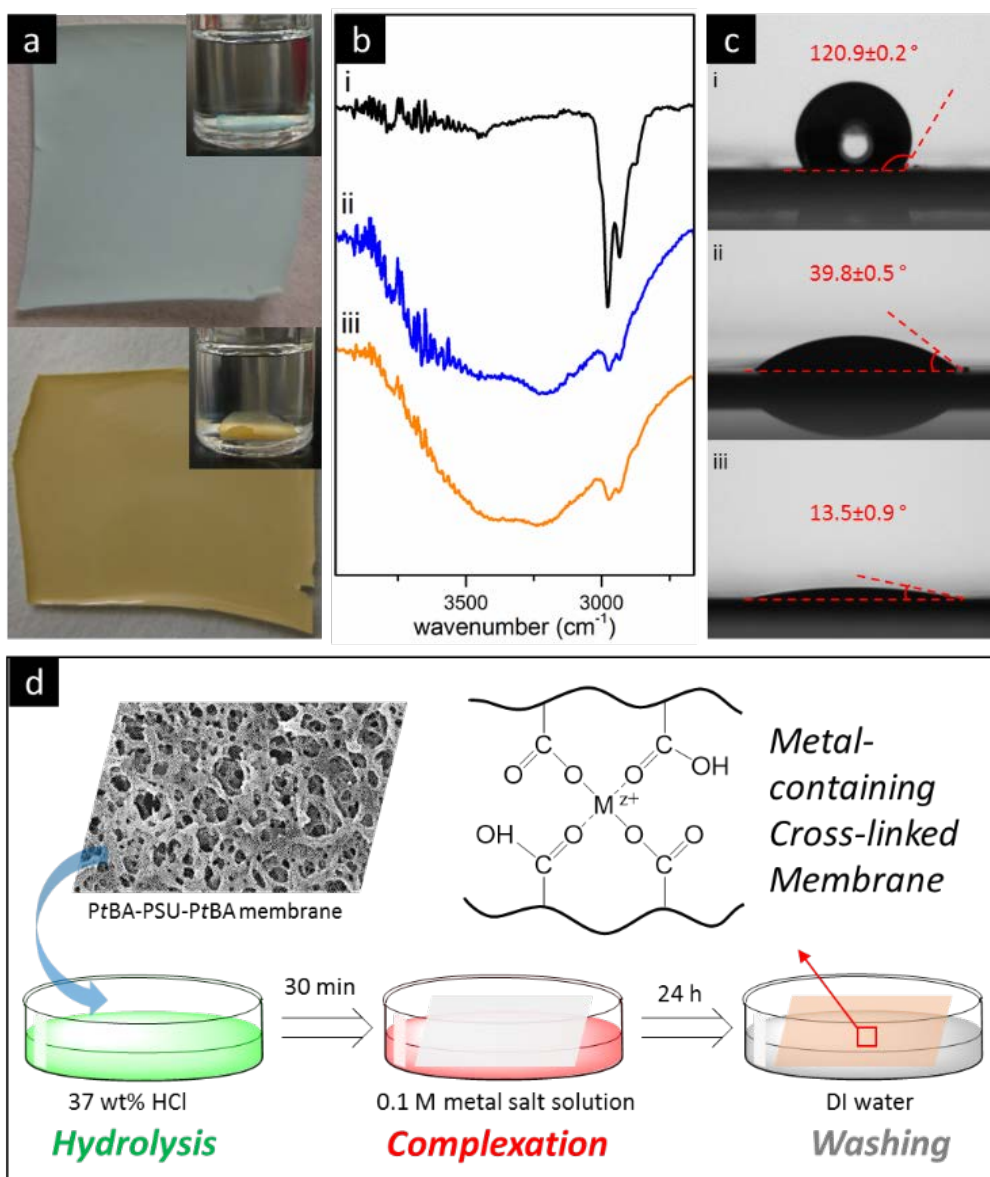 a
b
i
ii
iii
3500
3000
wavenumber (cm⁻¹)
c
i
120.9±0.2°
ii
39.8±0.5°
iii
13.5±0.9°
d
PtBA-PSU-PtBA membrane
C
O
O
C
O
OH
M z+
OH
O
C
O
O
C
Metal-
containing
Cross-linked
Membrane
30 min
24 h
37 wt% HCl
0.1 M metal salt solution
DI water
Hydrolysis
Complexation
Washing